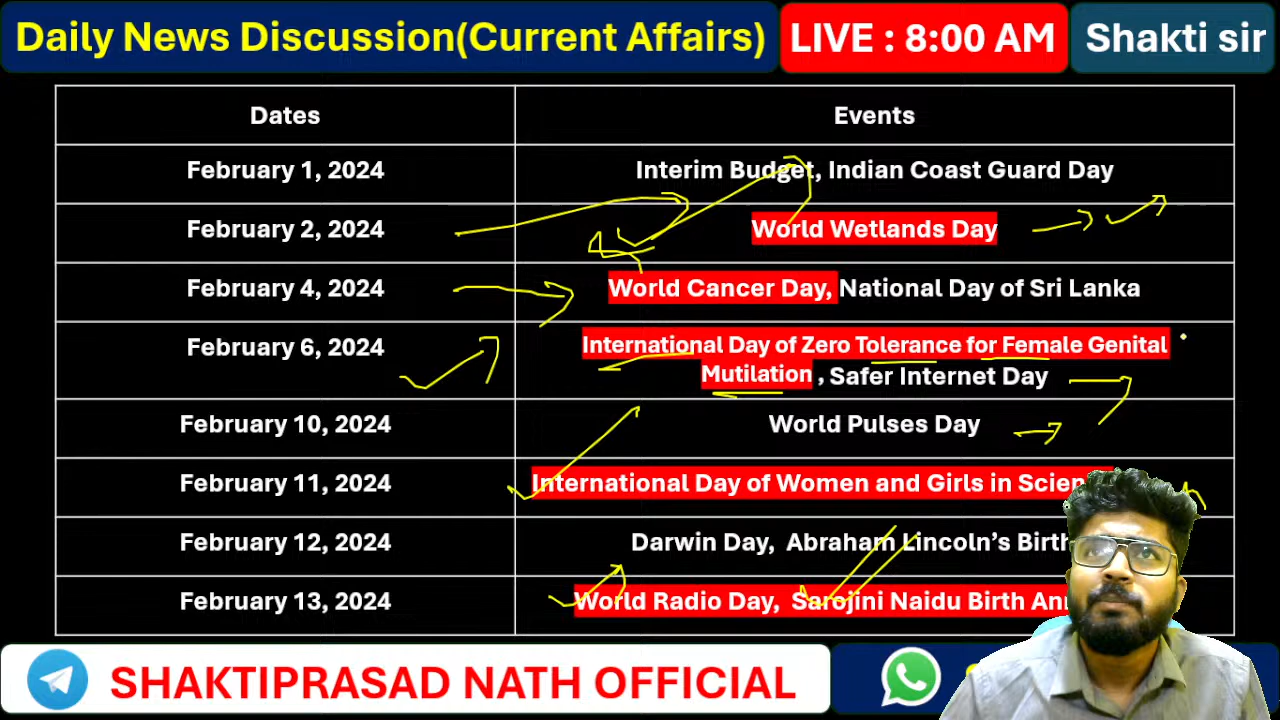 Daily News Discussion(Current Affairs) LIVE : 8:00 AM Shakti sir
Dates Events
February 1, 2024 Interim Budget, Indian Coast Guard Day
February 2, 2024 World Wetlands Day
February 4, 2024 World Cancer Day, National Day of Sri Lanka
February 6, 2024 International Day of Zero Tolerance for Female Genital
Mutilation , Safer Internet Day
February 10, 2024 World Pulses Day
February 11, 2024 International Day of Women and Girls in
February 12, 2024 Darwin Day, Abraham Lincoln's
February 13, 2024 World Radio Day, Sarojini Naidu Birth
SHAKTIPRASAD NATH OFFICIAL